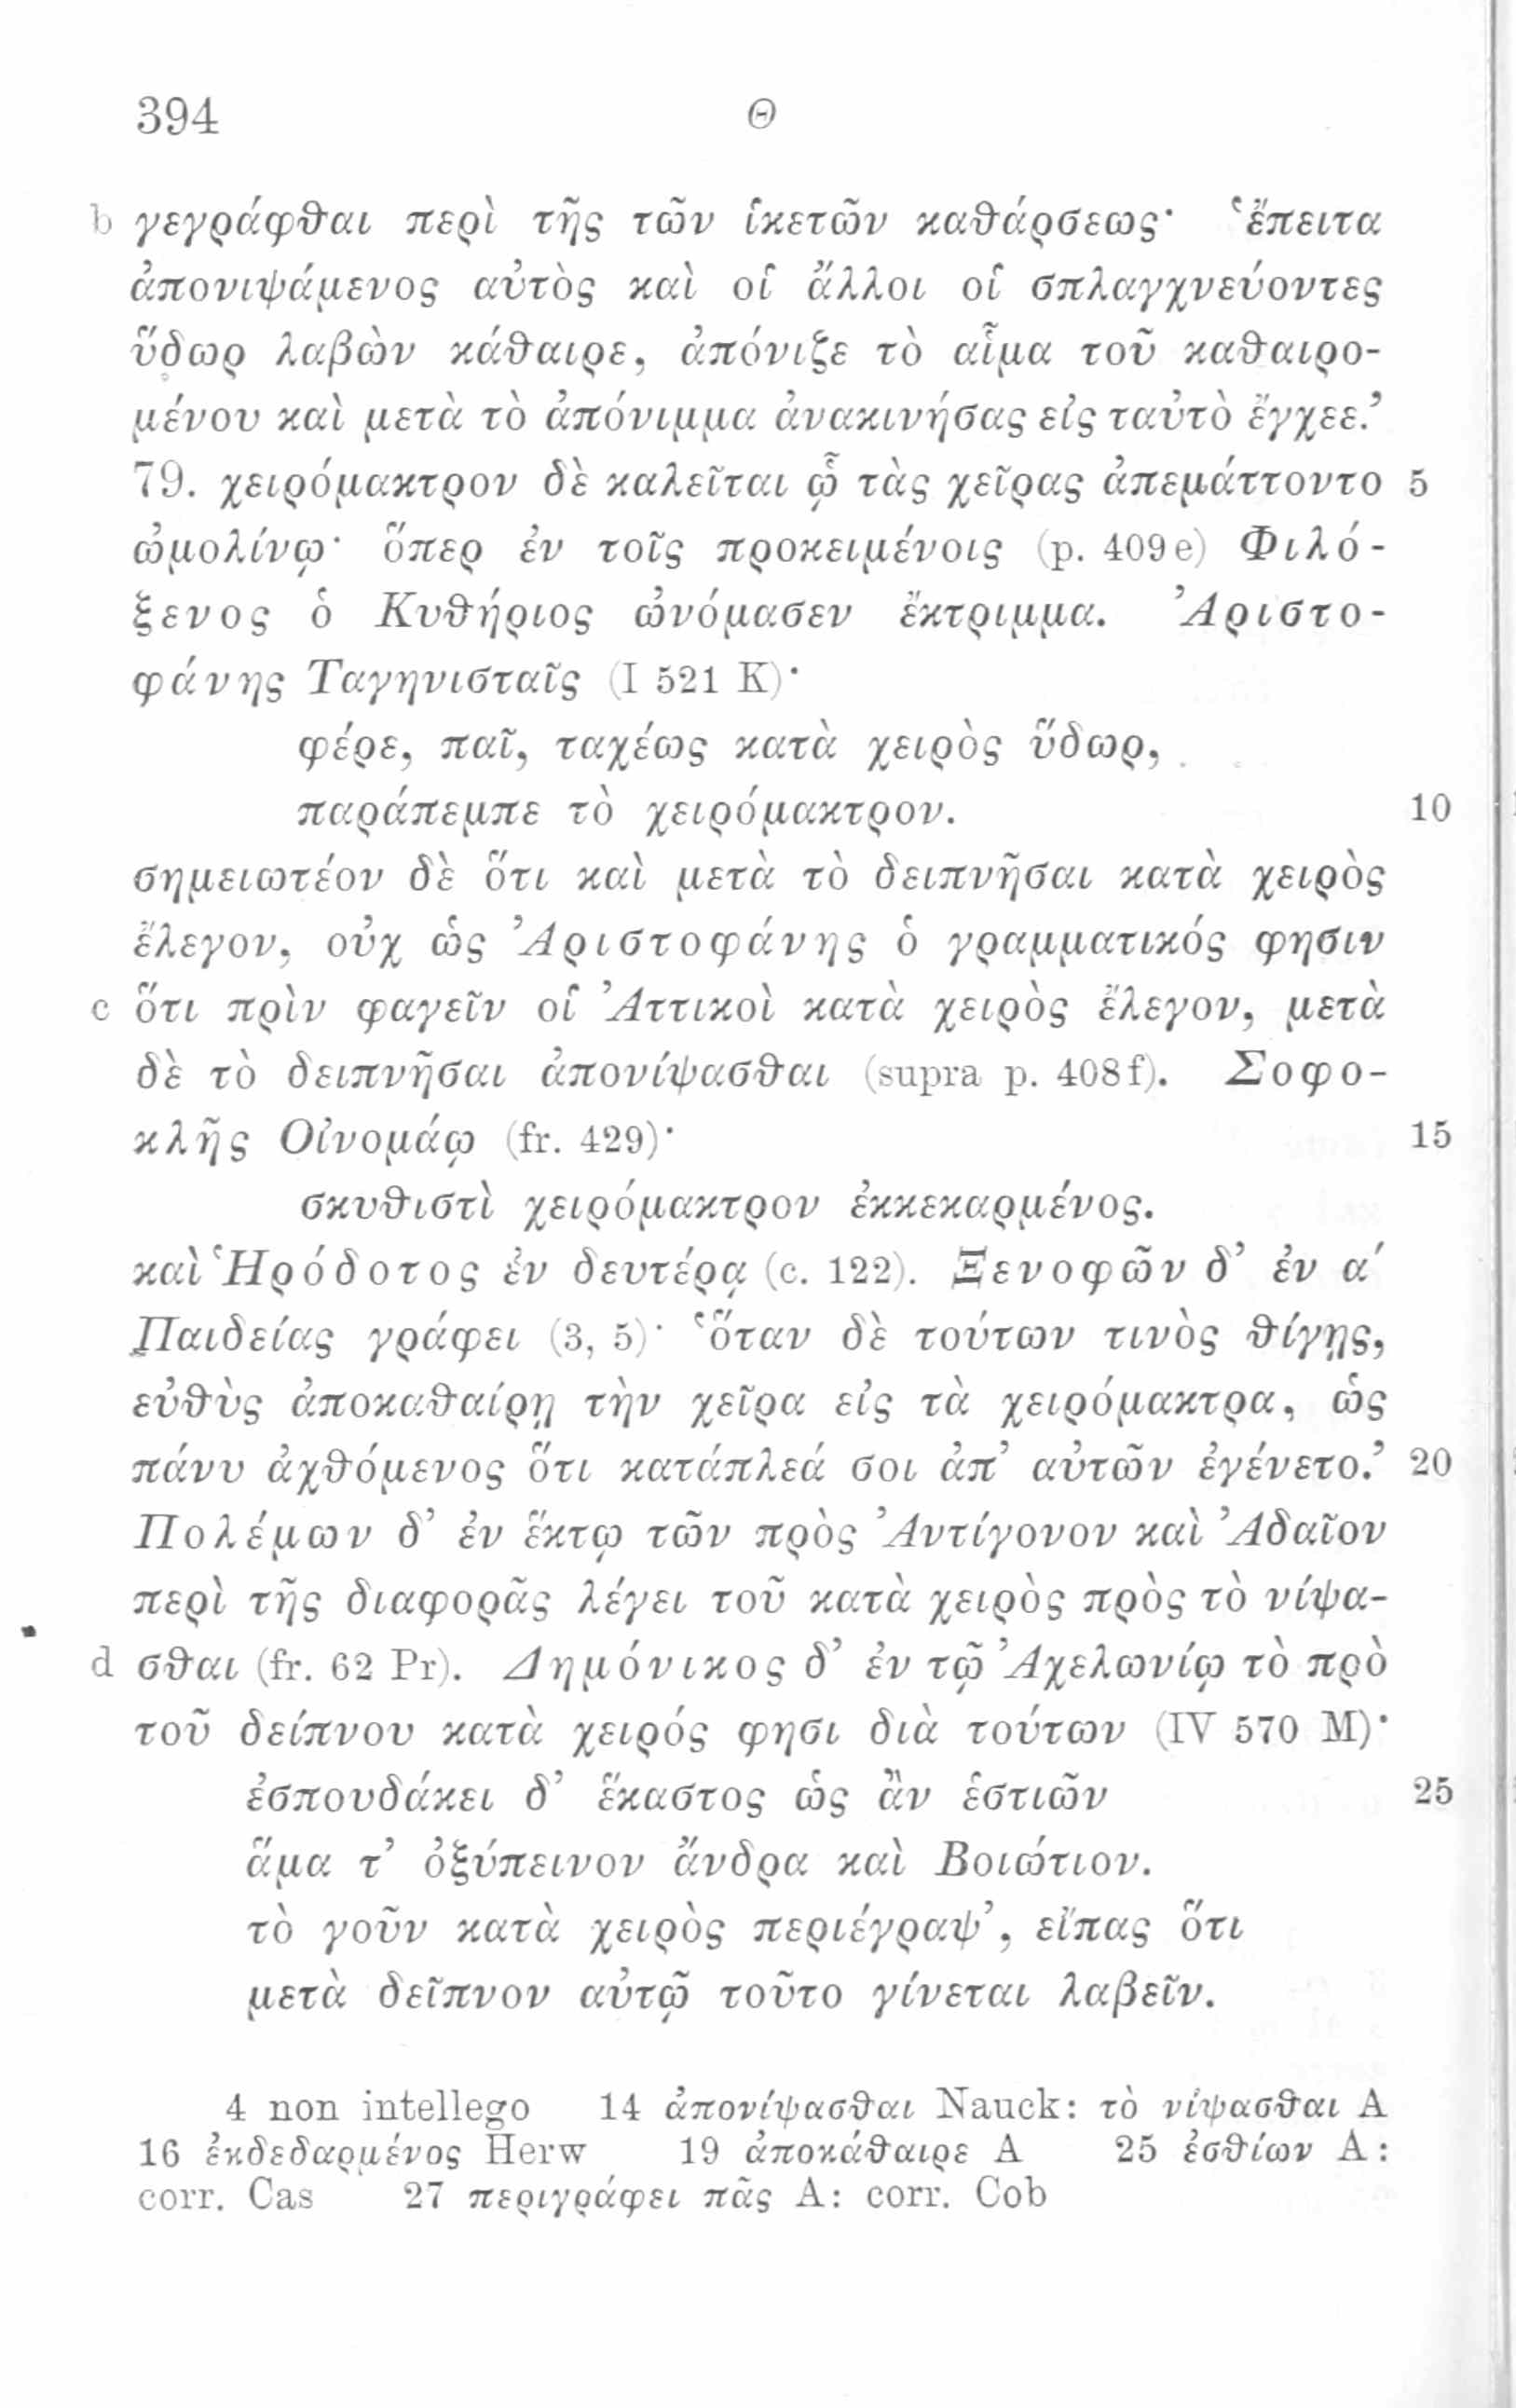 394 Θ
b γεγράφθαι περὶ τῆς τῶν ἱκετῶν καθάρσεως· ‘ἔπειτα
ἀπονιψάμενος αὐτὸς καὶ οἱ ἄλλοι οἱ σπλαγχνεύοντες
ὕδωρ λαβὼν κάθαιρε, ἀπόνιζε τὸ αἷμα τοῦ καθαιρο-
μένου καὶ μετὰ τὸ ἀπόνιμμα ἀνακινήσας εἰς ταὐτὸ ἔγχεε.’
79. χειρόμακτρον δὲ καλεῖται ᾧ τὰς χεῖρας ἀπεμάττοντο 5
ὠμολίνῳ· ὅπερ ἐν τοῖς προκειμένοις (p. 409e) Φιλό-
ξενος ὁ Κυθήριος ὠνόμασεν ἔκτριμμα. Ἀριστο-
φάνης Ταγηνισταῖς (I 521 K)·
φέρε, παῖ, ταχέως κατὰ χειρὸς ὕδωρ,
παράπεμπε τὸ χειρόμακτρον. 10
σημειωτέον δὲ ὅτι καὶ μετὰ τὸ δειπνῆσαι κατὰ χειρὸς
ἔλεγον, οὐχ ὡς Ἀριστοφάνης ὁ γραμματικός φησιν
c ὅτι πρὶν φαγεῖν οἱ Ἀττικοὶ κατὰ χειρὸς ἔλεγον, μετὰ
δὲ τὸ δειπνῆσαι ἀπονίψασθαι (supra p. 408f). Σοφο-
κλῆς Οἰνομάῳ (fr. 429)· 15
σκυθιστὶ χειρόμακτρον ἐκκεκαρμένος.
καὶ Ἡρόδοτος ἐν δευτέρᾳ (c. 122). Ξενοφῶν δ’ ἐν α′
Παιδείας γράφει (3, 5)· ‘ὅταν δὲ τούτων τινὸς θίγῃς,
εὐθὺς ἀποκαθαίρῃ τὴν χεῖρα εἰς τὰ χειρόμακτρα, ὡς
πάνυ ἀχθόμενος ὅτι κατάπλεά σοι ἀπ’ αὐτῶν ἐγένετο.’ 20
Πολέμων δ’ ἐν ἕκτῳ τῶν πρὸς Ἀντίγονον καὶ Ἀδαῖον
περὶ τῆς διαφορᾶς λέγει τοῦ κατὰ χειρὸς πρὸς τὸ νίψα-
d σθαι (fr. 62 Pr). Δημόνικος δ’ ἐν τῷ Ἀχελωνίῳ τὸ πρὸ
τοῦ δείπνου κατὰ χειρός φησι διὰ τούτων (IV 570 M)·
ἐσπουδάκει δ’ ἕκαστος ὡς ἂν ἑστιῶν 25
ἅμα τ’ ὀξύπεινον ἄνδρα καὶ Βοιώτιον.
τὸ γοῦν κατὰ χειρὸς περιέγραψ’, εἴπας ὅτι
μετὰ δεῖπνον αὐτῷ τοῦτο γίνεται λαβεῖν.
4 non intellego 14 ἀπονίψασθαι Nauck: τὸ νίψασθαι A
16 ἐκδεδαρμένος Herw 19 ἀποκάθαιρε A 25 ἐσθίων A:
corr. Cas 27 περιγράφει πᾶς A: corr. Cob